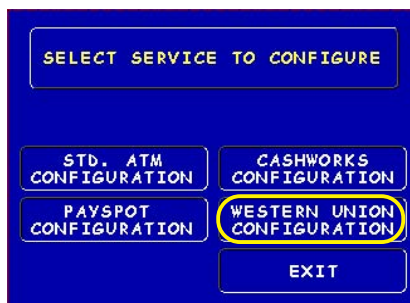 SELECT SERVICE TO CONFIGURE
STD. ATM
CONFIGURATION
CASHWORKS
CONFIGURATION
PAYSPOT
CONFIGURATION
WESTERN UNION
CONFIGURATION
EXIT